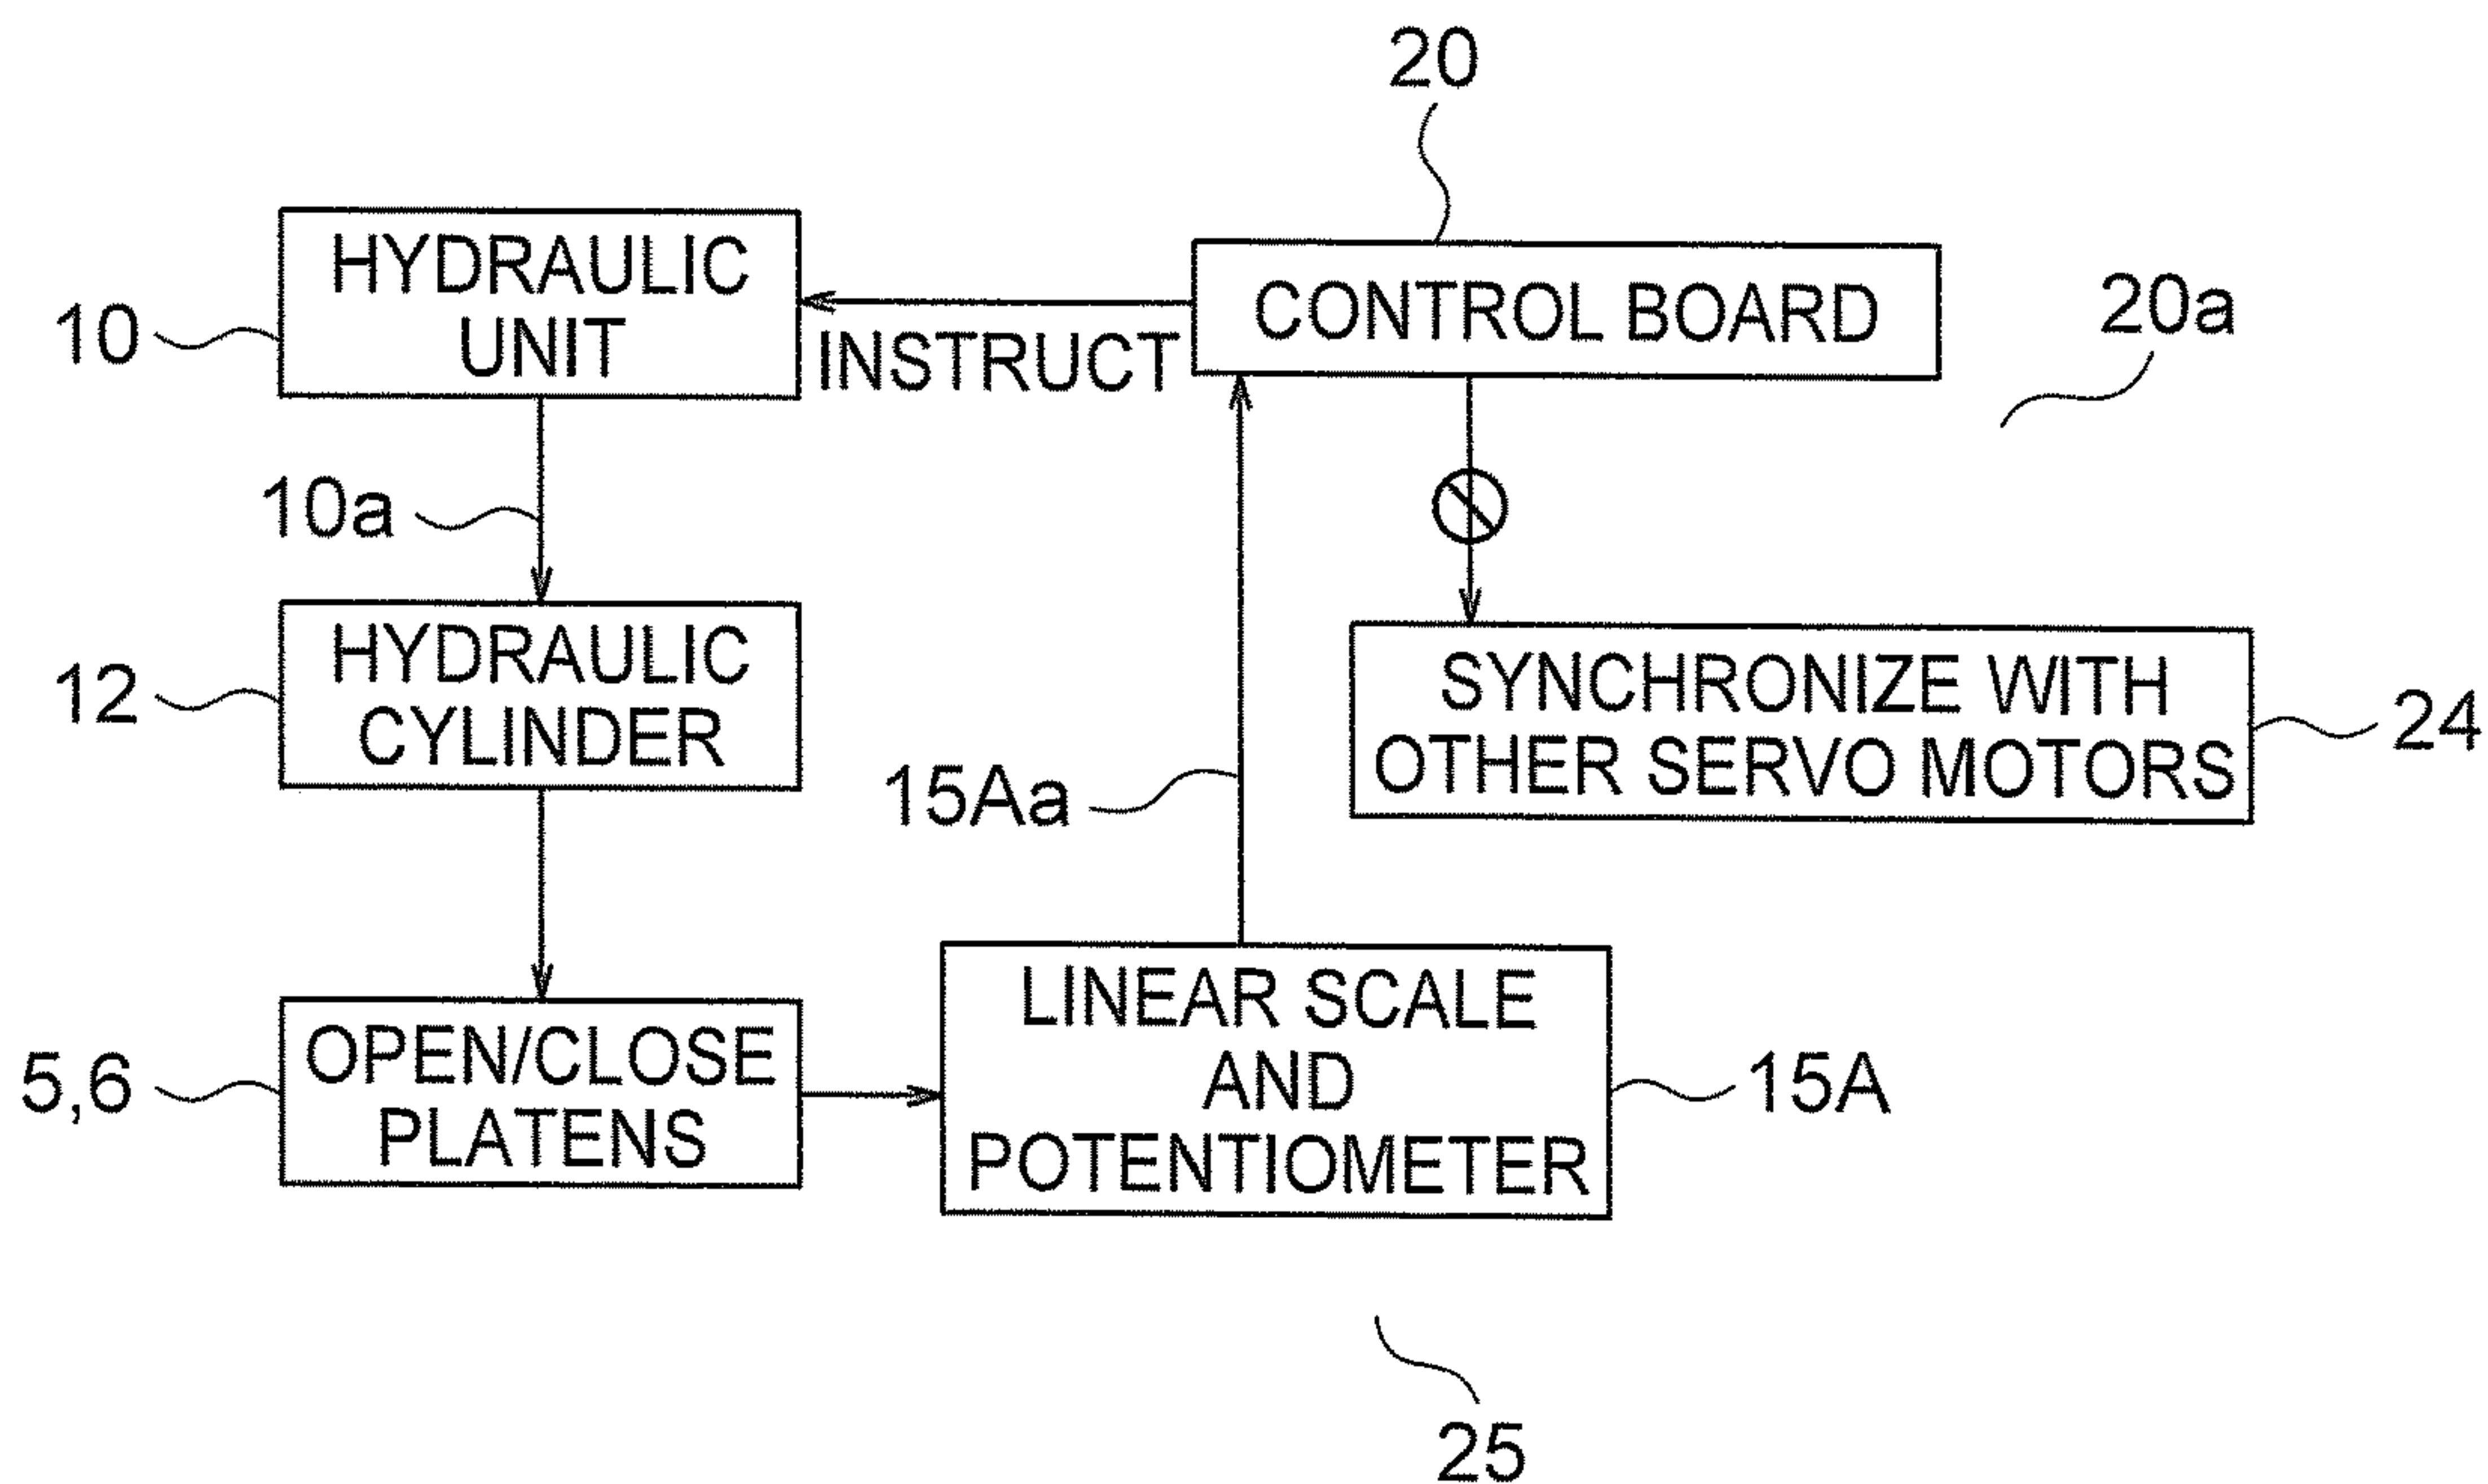 20
HYDRAULIC
UNIT
10
INSTRUCT
CONTROL BOARD
20a
10a
HYDRAULIC
CYLINDER
12
15Aa
SYNCHRONIZE WITH
OTHER SERVO MOTORS
24
OPEN/CLOSE
PLATENS
5,6
LINEAR SCALE
AND
POTENTIOMETER
15A
25